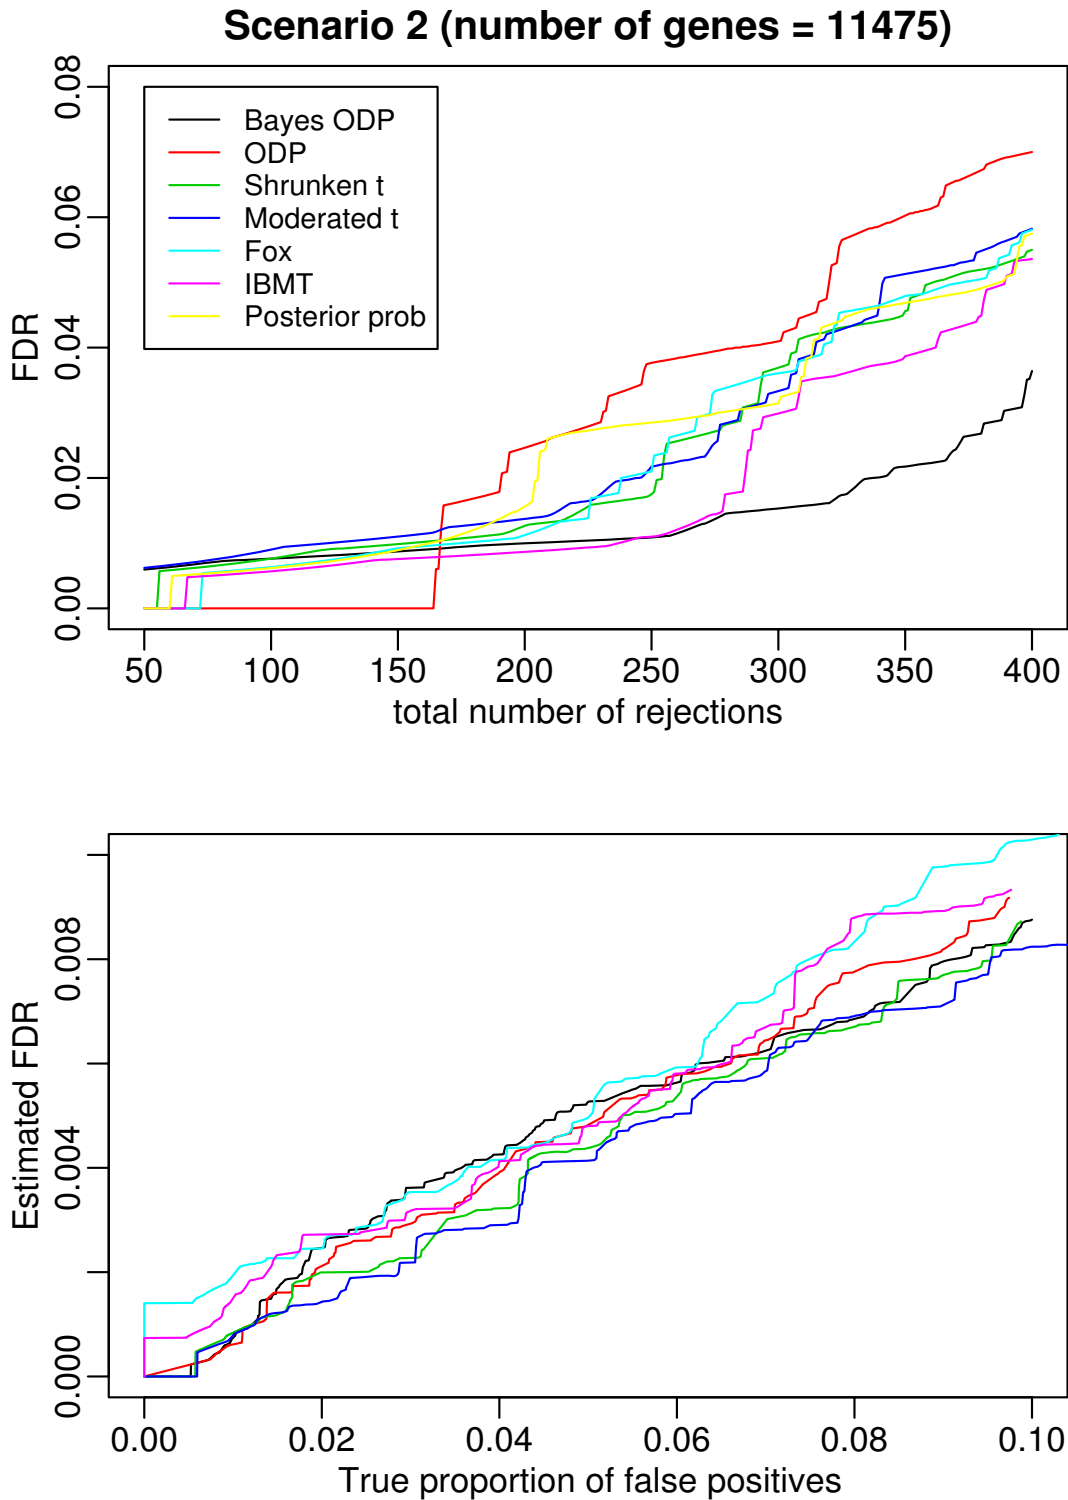 Scenario 2 (number of genes = 11475)
FDR
0.00 0.02 0.04 0.06 0.08
Bayes ODP
ODP
Shrunken t
Moderated t
Fox
IBMT
Posterior prob
50 100 150 200 250 300 350 400
total number of rejections
Estimated FDR
0.000 0.004 0.008
0.00 0.02 0.04 0.06 0.08 0.10
True proportion of false positives